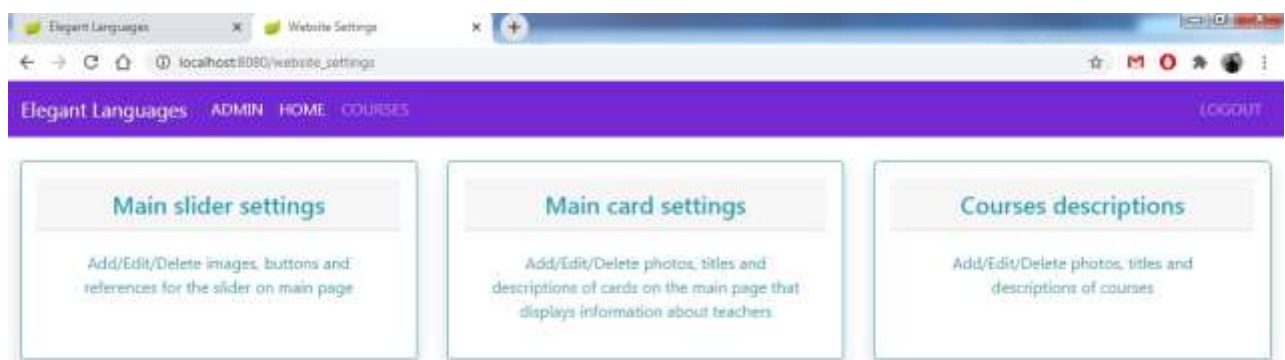 Elegant Languages
Website Settings
localhost:8080/website_settings
Elegant Languages ADMIN HOME COURSES LOGOUT
Main slider settings
Add/Edit/Delete images, buttons and
references for the slider on main page
Main card settings
Add/Edit/Delete photos, titles and
descriptions of cards on the main page that
displays information about teachers
Courses descriptions
Add/Edit/Delete photos, titles and
descriptions of courses